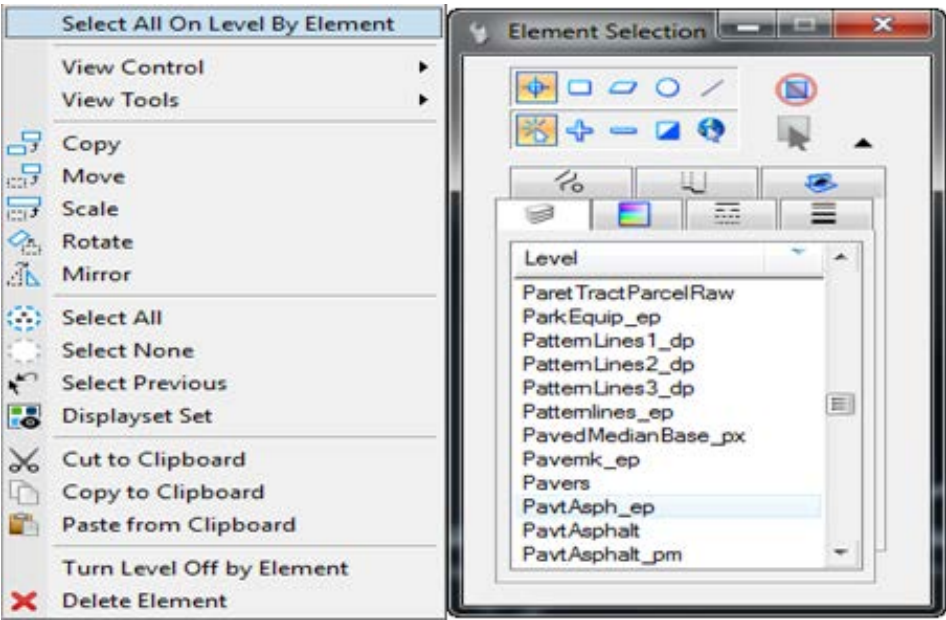 Select All On Level By Element
View Control
View Tools
Copy
Move
Scale
Rotate
Mirror
Select All
Select None
Select Previous
Displayset Set
Cut to Clipboard
Copy to Clipboard
Paste from Clipboard
Turn Level Off by Element
Delete Element
Element Selection
Level
ParetTractParcelRaw
ParkEquip_ep
PatternLines1_dp
PatternLines2_dp
PatternLines3_dp
Patternlines_ep
PavedMedianBase_px
Pavemk_ep
Pavers
PavtAsph_ep
PavtAsphalt
PavtAsphalt_pm